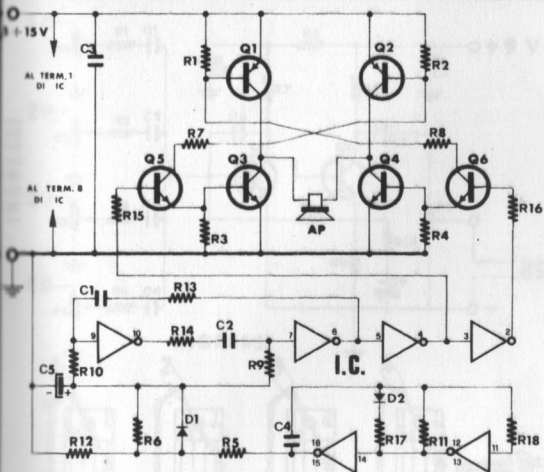 +15V
C3
AL TERM. 1
DI IC
R1
Q1
Q2
R2
R7
R8
Q5
Q3
Q4
Q6
AL TERM. 8
DI IC
R15
R3
AP
R4
R16
C1
R13
9
10
R14
C2
7
6
5
4
3
2
I.C.
C5
R10
R9
- +
D1
D2
R12
R6
R5
C4
16
15
14
R17
R11
12
13
11
R18